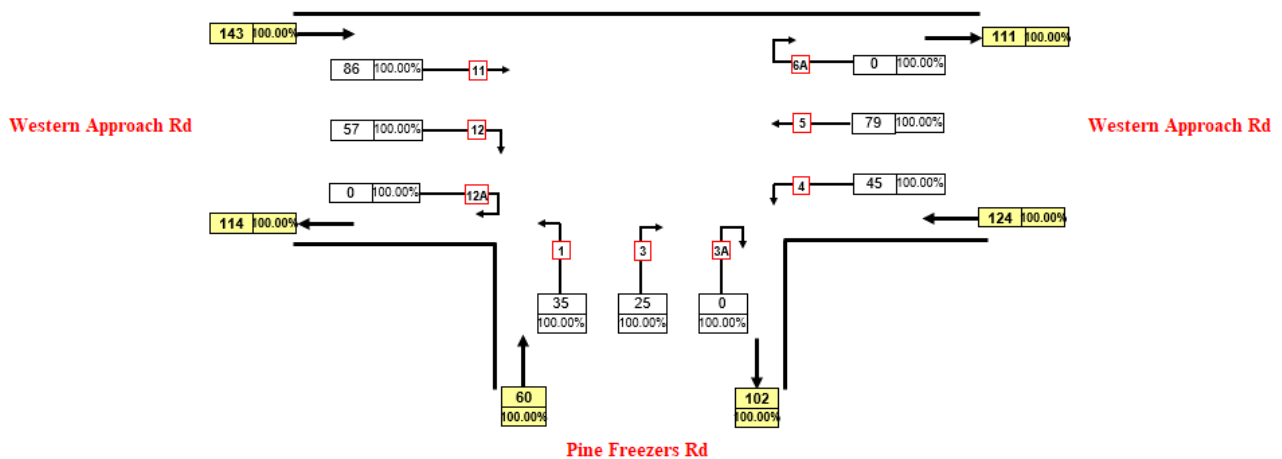 143 100.00%
111 100.00%
86 100.00% 11
6A 0 100.00%
Western Approach Rd
57 100.00% 12
5 79 100.00%
Western Approach Rd
0 100.00% 12A
4 45 100.00%
114 100.00%
124 100.00%
1 3 3A
35 25 0
100.00% 100.00% 100.00%
60 102
100.00% 100.00%
Pine Freezers Rd